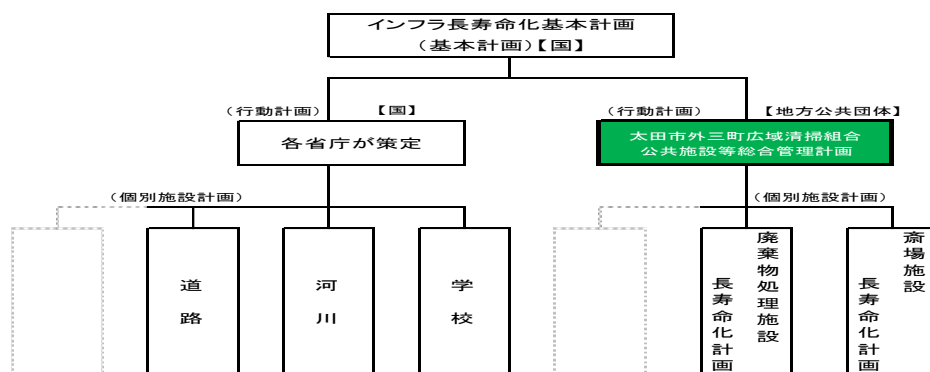 インフラ長寿命化基本計画
（基本計画）【国】
（行動計画）
【国】
（行動計画）
【地方公共団体】
各省庁が策定
太田市外三町広域清掃組合
公共施設等総合管理計画
（個別施設計画）
（個別施設計画）
道路
河川
学校
廃棄物処理施設
長寿命化計画
斎場施設
長寿命化計画